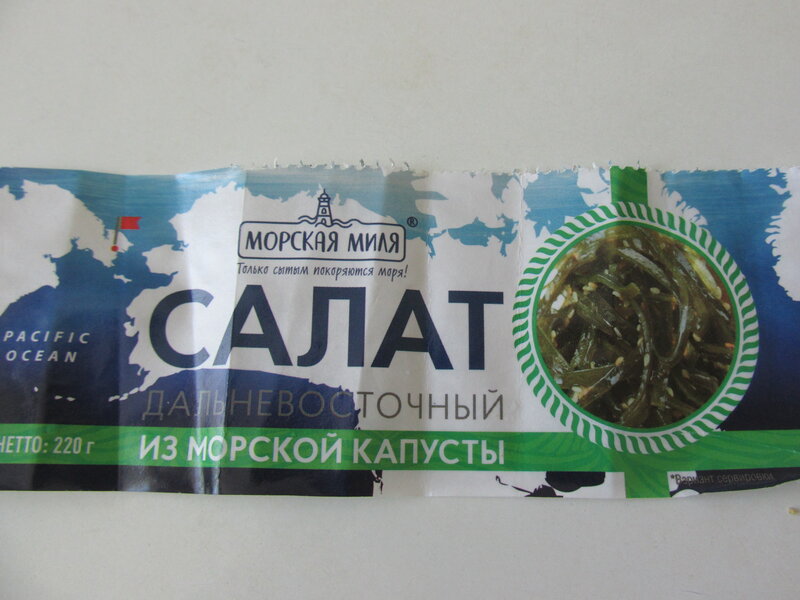 МОРСКАЯ МИЛЯ®
Только сытым покоряются моря!
САЛАТ
ДАЛЬНЕВОСТОЧНЫЙ
ИЗ МОРСКОЙ КАПУСТЫ
PACIFIC
OCEAN
НЕТТО: 220 г
*Вариант сервировки.